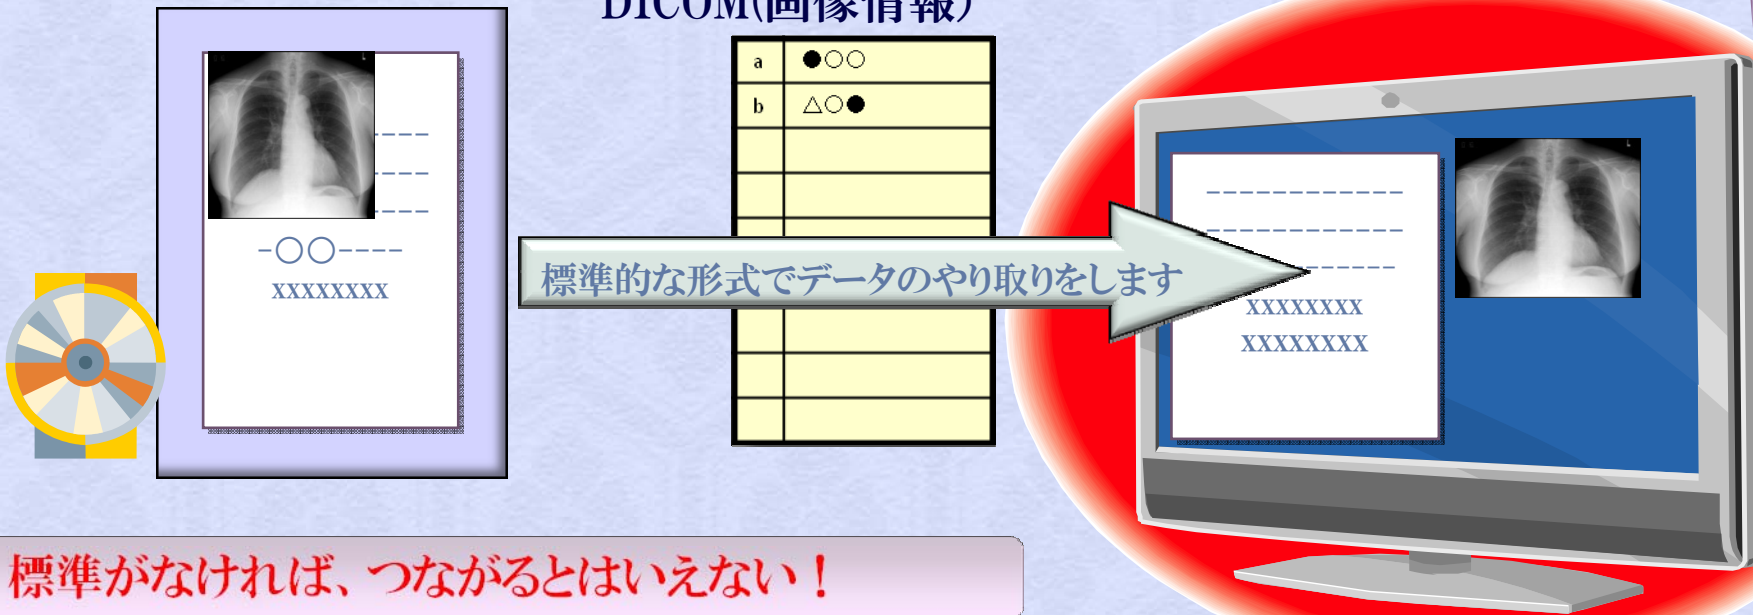 DICOM(画像情報)
a ●○○
b △○●
-○○----
xxxxxxxx
標準的な形式でデータのやり取りをします
xxxxxxxx
xxxxxxxx
標準がなければ、つながるとはいえない！